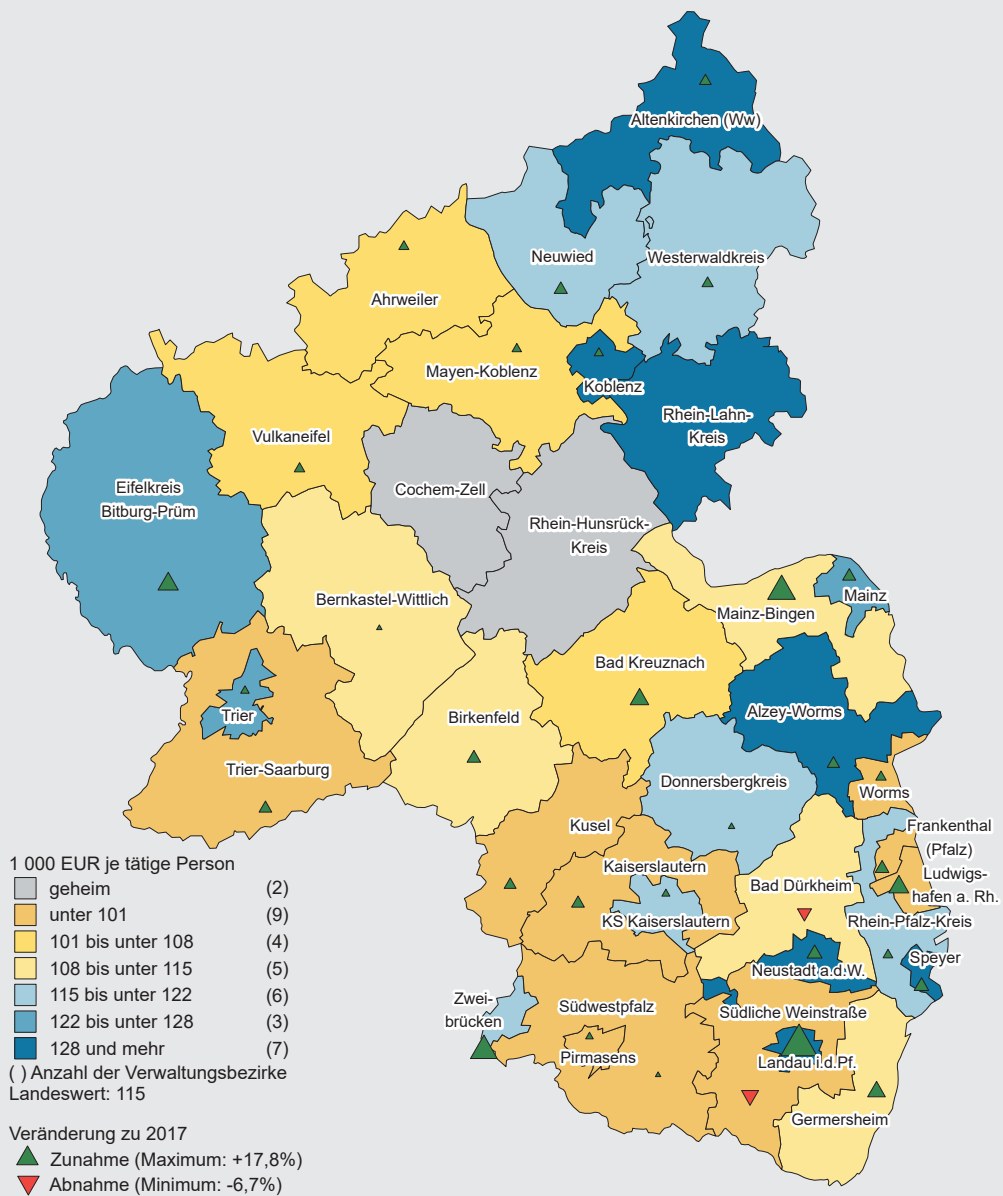 Altenkirchen (Ww)
Neuwied
Westerwaldkreis
Ahrweiler
Mayen-Koblenz
Koblenz
Rhein-Lahn-
Kreis
Vulkaneifel
Cochem-Zell
Eifelkreis
Bitburg-Prüm
Rhein-Hunsrück-
Kreis
Bernkastel-Wittlich
Mainz-Bingen
Mainz
Bad Kreuznach
Alzey-Worms
Birkenfeld
Trier
Trier-Saarburg
Donnersbergkreis
Worms
Kusel
Frankenthal
(Pfalz)
Kaiserslautern
Ludwigs-
hafen a. Rh.
Bad Dürkheim
KS Kaiserslautern
Rhein-Pfalz-Kreis
Speyer
Neustadt a.d.W.
Zwei-
brücken
Südwestpfalz
Südliche Weinstraße
Pirmasens
Landau i.d.Pf.
Germersheim
1 000 EUR je tätige Person
geheim (2)
unter 101 (9)
101 bis unter 108 (4)
108 bis unter 115 (5)
115 bis unter 122 (6)
122 bis unter 128 (3)
128 und mehr (7)
( ) Anzahl der Verwaltungsbezirke
Landeswert: 115
Veränderung zu 2017
Zunahme (Maximum: +17,8%)
Abnahme (Minimum: -6,7%)